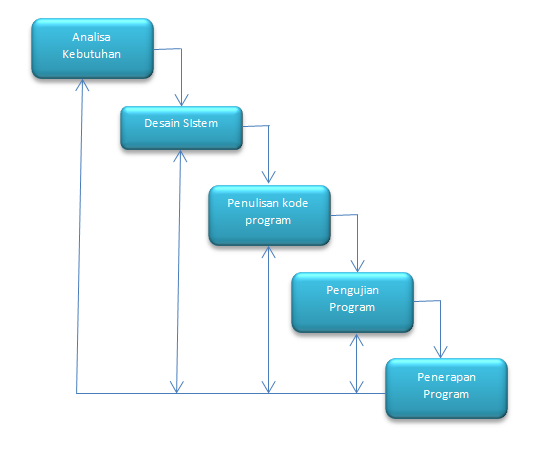 Analisa
Kebutuhan
Desain SIstem
Penulisan kode
program
Pengujian
Program
Penerapan
Program